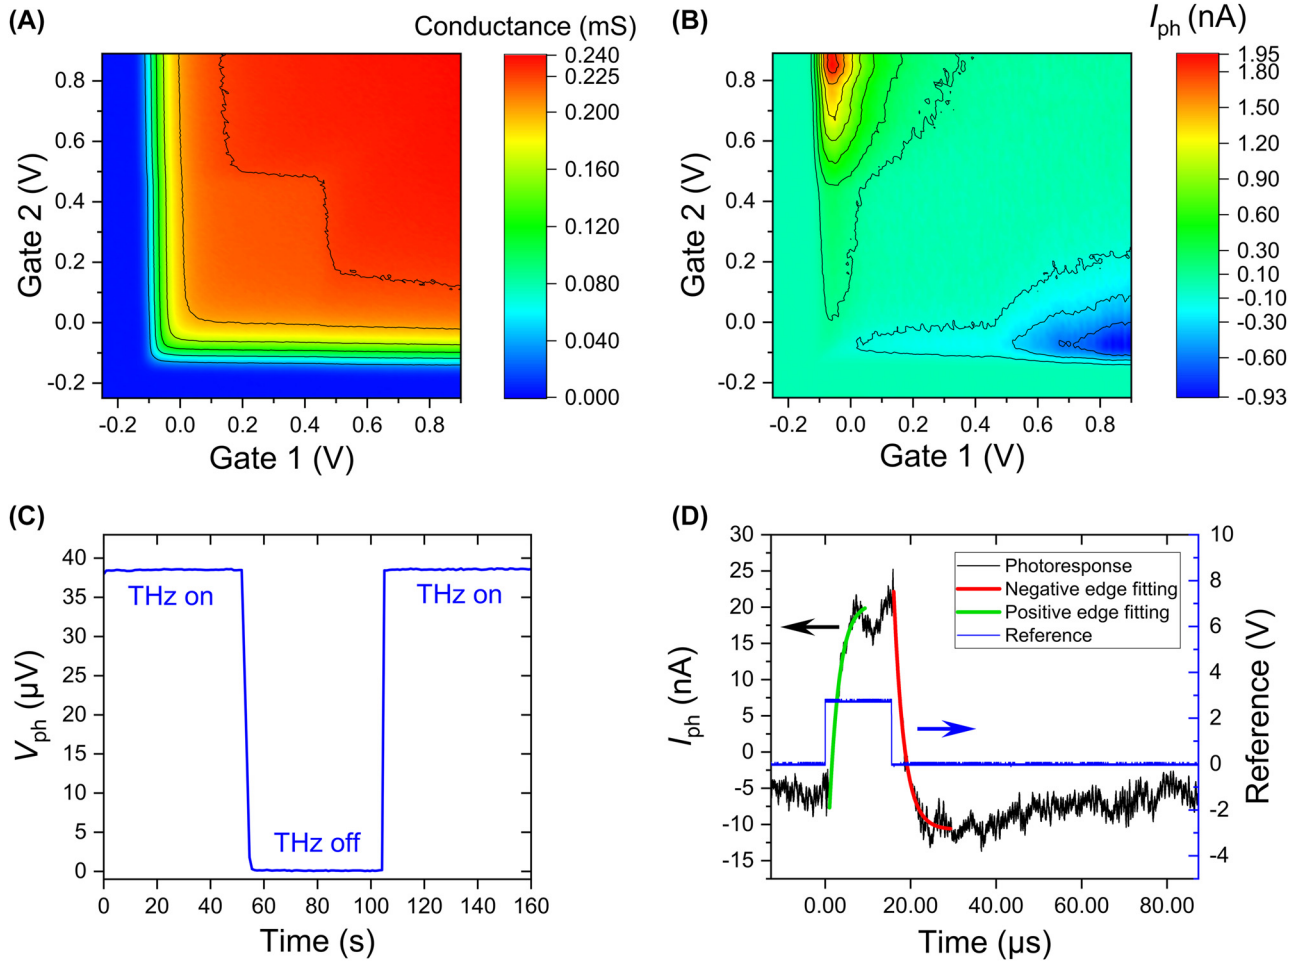 (A)
Conductance (mS)
0.240
0.225
0.200
0.160
0.120
0.080
0.040
0.000
0.8
0.6
0.4
0.2
0.0
-0.2
Gate 2 (V)
-0.2 0.0 0.2 0.4 0.6 0.8
Gate 1 (V)
(B)
Iph (nA)
1.95
1.80
1.50
1.20
0.90
0.60
0.30
0.10
-0.10
-0.30
-0.60
-0.93
0.8
0.6
0.4
0.2
0.0
-0.2
Gate 2 (V)
-0.2 0.0 0.2 0.4 0.6 0.8
Gate 1 (V)
(C)
40
35
30
25
20
15
10
5
0
Vph (µV)
THz on
THz off
THz on
0 20 40 60 80 100 120 140 160
Time (s)
(D)
30
25
20
15
10
5
0
-5
-10
-15
Iph (nA)
Photoresponse
Negative edge fitting
Positive edge fitting
Reference
10
8
6
4
2
0
-2
-4
Reference (V)
0.00 20.00 40.00 60.00 80.00
Time (µs)